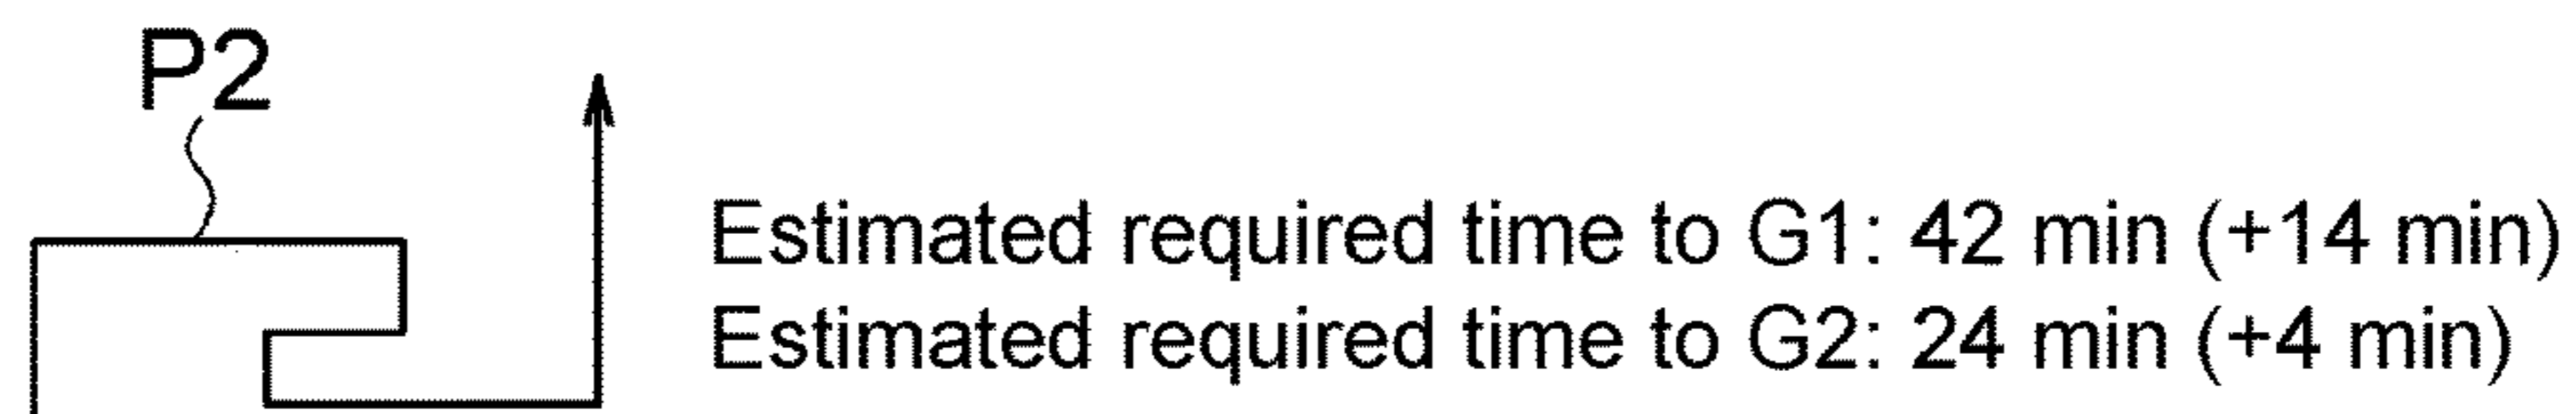 P2
Estimated required time to G1: 42 min (+14 min)
Estimated required time to G2: 24 min (+4 min)